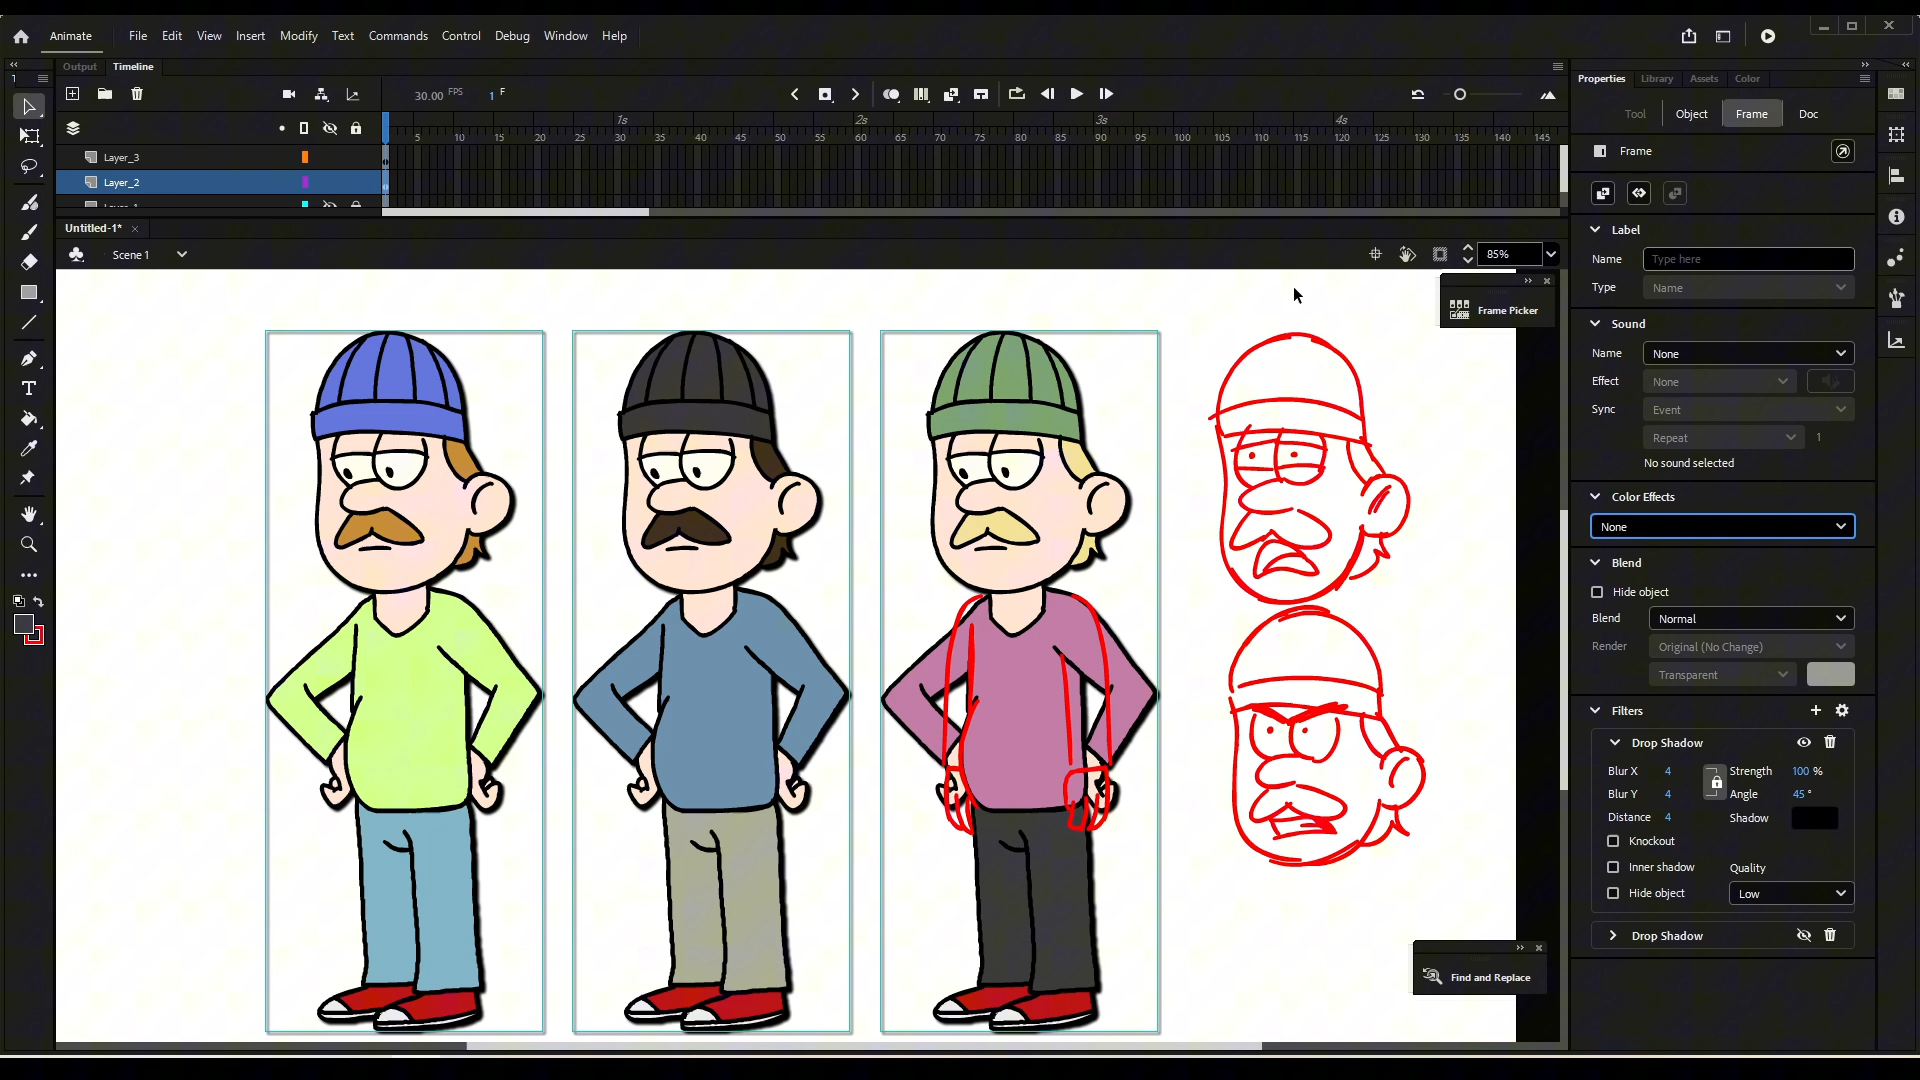 Animate File Edit View Insert Modify Text Commands Control Debug Window Help
Output Timeline
Properties Library Assets Color
30.00 FPS 1 F
Tool Object Frame Doc
1s 2s 3s 4s
5 10 15 20 25 30 35 40 45 50 55 60 65 70 75 80 85 90 95 100 105 110 115 120 125 130 135 140 145
Layer_3
Layer_2
Frame
Untitled-1*
Scene 1
85%
Frame Picker
Label
Name Type here
Type Name
Sound
Name None
Effect None
Sync Event
Repeat 1
No sound selected
Color Effects
None
Blend
Hide object
Blend Normal
Render Original (No Change)
Transparent
Filters
Drop Shadow
Blur X 4 Strength 100 %
Blur Y 4 Angle 45 °
Distance 4 Shadow
Knockout
Inner shadow Quality
Hide object Low
Drop Shadow
Find and Replace